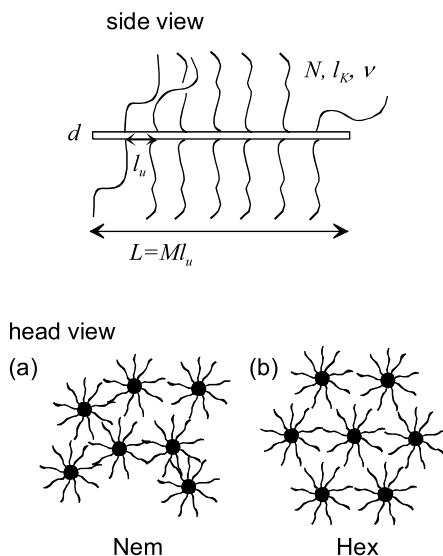 side view
N, l_K, ν
d
l_u
L=Ml_u
head view
(a) (b)
Nem Hex